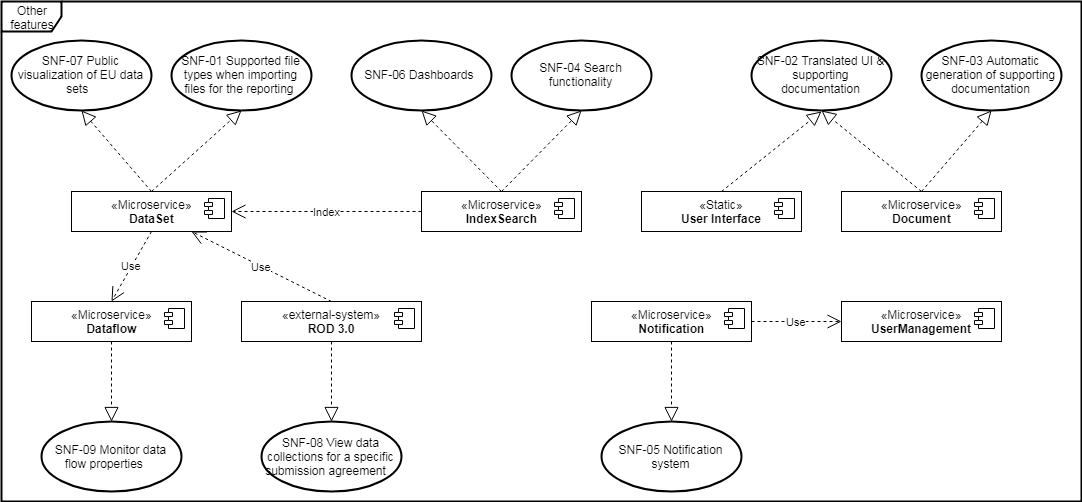 Other
features
SNF-07 Public
visualization of EU data
sets
SNF-01 Supported file
types when importing
files for the reporting
SNF-06 Dashboards
SNF-04 Search
functionality
SNF-02 Translated UI &
supporting
documentation
SNF-03 Automatic
generation of supporting
documentation
«Microservice»
DataSet
Index
«Microservice»
IndexSearch
«Static»
User Interface
«Microservice»
Document
Use
Use
«Microservice»
Dataflow
«external-system»
ROD 3.0
«Microservice»
Notification
Use
«Microservice»
UserManagement
SNF-09 Monitor data
flow properties
SNF-08 View data
collections for a specific
submission agreement
SNF-05 Notification
system